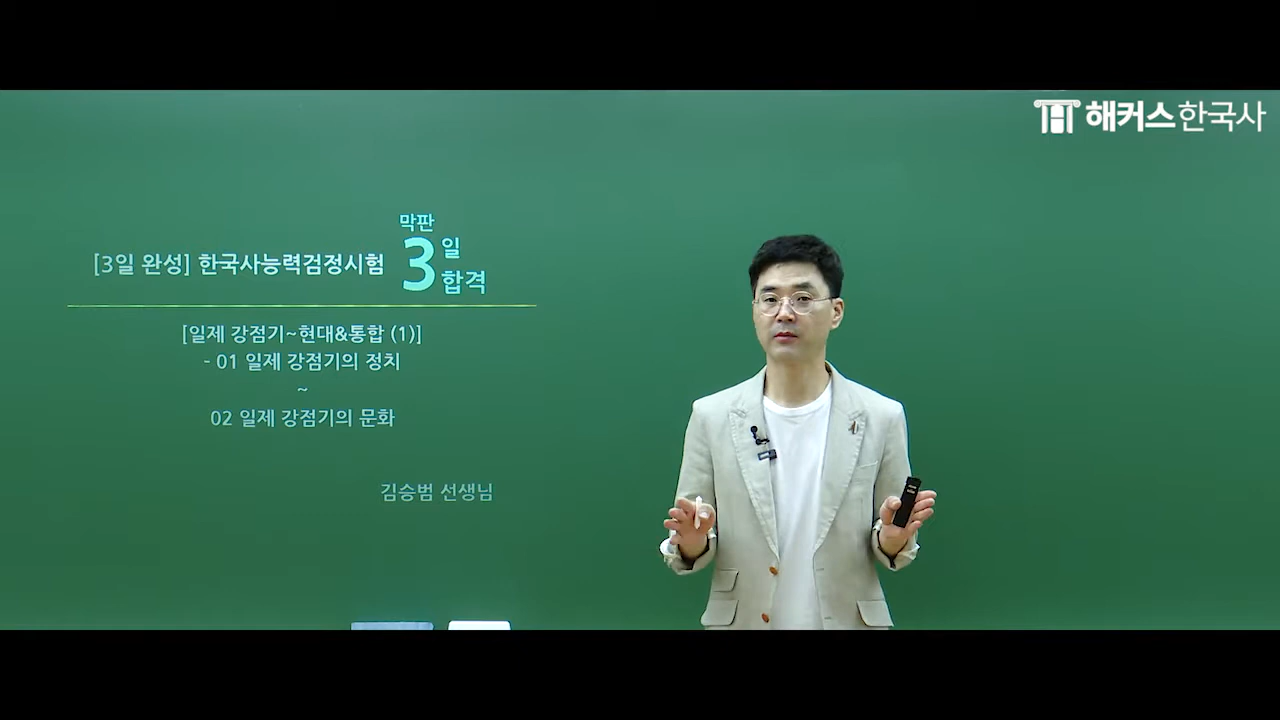 해커스한국사
막판
[3일 완성] 한국사능력검정시험 3일
합격
[일제 강점기~현대&통합 (1)]
- 01 일제 강점기의 정치
~
02 일제 강점기의 문화
김승범 선생님